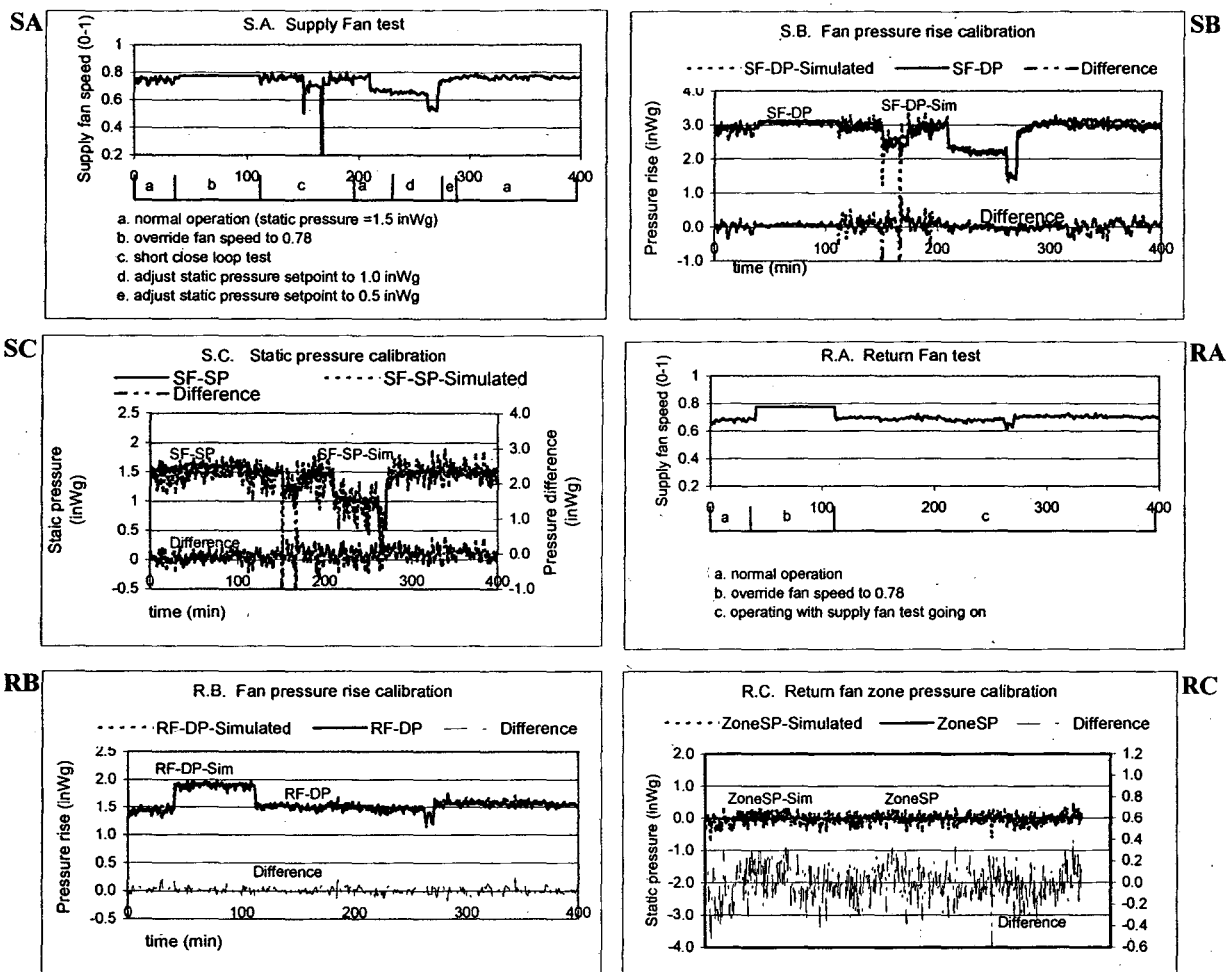 SA
S.A. Supply Fan test
Supply fan speed (0-1)
1
0.8
0.6
0.4
0.2
0 100 200 300 400
a b c a d e a
a. normal operation (static pressure =1.5 inWg)
b. override fan speed to 0.78
c. short close loop test
d. adjust static pressure setpoint to 1.0 inWg
e. adjust static pressure setpoint to 0.5 inWg
SB
S.B. Fan pressure rise calibration
SF-DP-Simulated SF-DP Difference
Pressure rise (inWg)
4.0
3.0
2.0
1.0
0.0
-1.0
SF-DP
SF-DP-Sim
Difference
0 100 200 300 400
time (min)
SC
S.C. Static pressure calibration
SF-SP SF-SP-Simulated
Difference
Staic pressure
(inWg)
2.5
2
1.5
1
0.5
0
-0.5
SF-SP
SF-SP-Sim
Difference
4.0
3.0
2.0
1.0
0.0
-1.0
Pressure difference
(inWg)
0 100 200 300 400
time (min)
RA
R.A. Return Fan test
Supply fan speed (0-1)
1
0.8
0.6
0.4
0.2
0 100 200 300 400
a b c
a. normal operation
b. override fan speed to 0.78
c. operating with supply fan test going on
RB
R.B. Fan pressure rise calibration
RF-DP-Simulated RF-DP Difference
Pressure rise (inWg)
2.5
2.0
1.5
1.0
0.5
0.0
-0.5
RF-DP-Sim
RF-DP
Difference
0 100 200 300 400
time (min)
RC
R.C. Return fan zone pressure calibration
ZoneSP-Simulated ZoneSP Difference
Static pressure (inWg)
2.0
1.0
0.0
-1.0
-2.0
-3.0
-4.0
ZoneSP-Sim
ZoneSP
Difference
1.2
1.0
0.8
0.6
0.4
0.2
0.0
-0.2
-0.4
-0.6